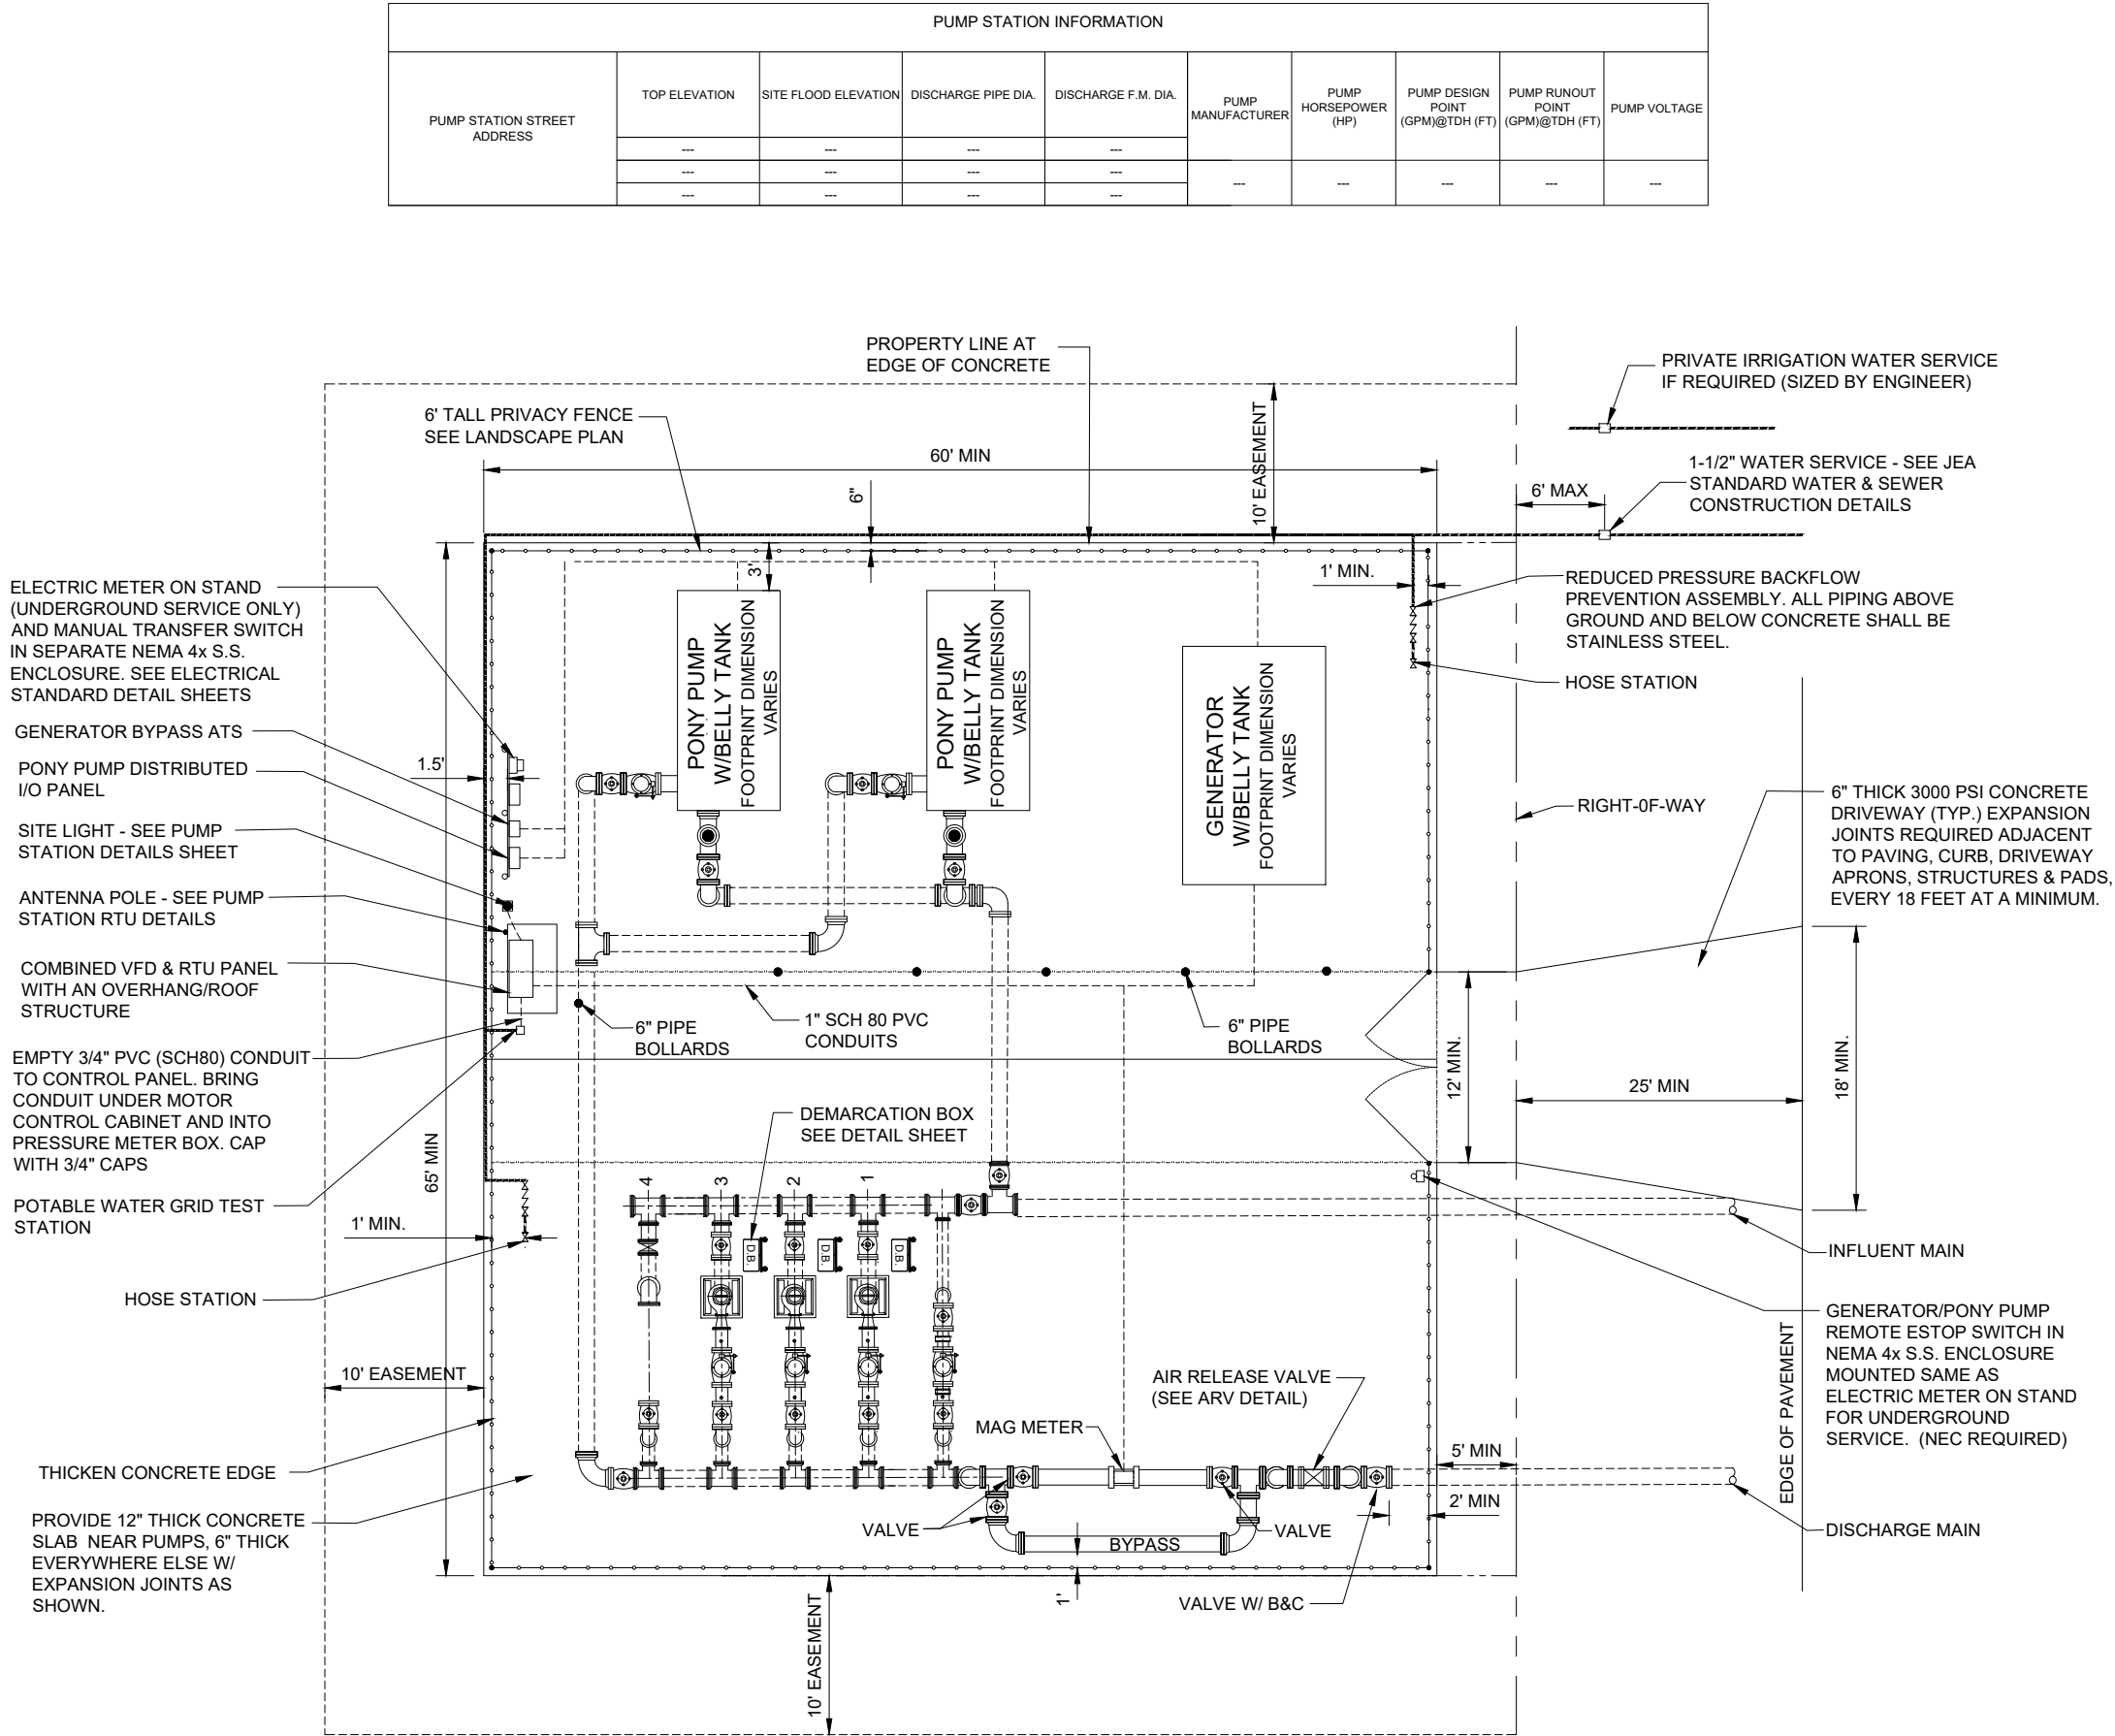 PUMP STATION INFORMATION
PUMP STATION STREET
ADDRESS
TOP ELEVATION
SITE FLOOD ELEVATION
DISCHARGE PIPE DIA.
DISCHARGE F.M. DIA.
PUMP
MANUFACTURER
PUMP
HORSEPOWER
(HP)
PUMP DESIGN
POINT
(GPM)@TDH (FT)
PUMP RUNOUT
POINT
(GPM)@TDH (FT)
PUMP VOLTAGE
--- --- --- ---
--- --- --- ---
--- --- --- ---
--- --- --- --- ---
PROPERTY LINE AT
EDGE OF CONCRETE
PRIVATE IRRIGATION WATER SERVICE
IF REQUIRED (SIZED BY ENGINEER)
6' TALL PRIVACY FENCE
SEE LANDSCAPE PLAN
10' EASEMENT
60' MIN
6"
6' MAX
1-1/2" WATER SERVICE - SEE JEA
STANDARD WATER & SEWER
CONSTRUCTION DETAILS
3'
1' MIN.
ELECTRIC METER ON STAND
(UNDERGROUND SERVICE ONLY)
AND MANUAL TRANSFER SWITCH
IN SEPARATE NEMA 4x S.S.
ENCLOSURE. SEE ELECTRICAL
STANDARD DETAIL SHEETS
REDUCED PRESSURE BACKFLOW
PREVENTION ASSEMBLY. ALL PIPING ABOVE
GROUND AND BELOW CONCRETE SHALL BE
STAINLESS STEEL.
PONY PUMP
W/BELLY TANK
FOOTPRINT DIMENSION
VARIES
PONY PUMP
W/BELLY TANK
FOOTPRINT DIMENSION
VARIES
GENERATOR
W/BELLY TANK
FOOTPRINT DIMENSION
VARIES
HOSE STATION
GENERATOR BYPASS ATS
1.5'
PONY PUMP DISTRIBUTED
I/O PANEL
RIGHT-0F-WAY
6" THICK 3000 PSI CONCRETE
DRIVEWAY (TYP.) EXPANSION
JOINTS REQUIRED ADJACENT
TO PAVING, CURB, DRIVEWAY
APRONS, STRUCTURES & PADS,
EVERY 18 FEET AT A MINIMUM.
SITE LIGHT - SEE PUMP
STATION DETAILS SHEET
ANTENNA POLE - SEE PUMP
STATION RTU DETAILS
COMBINED VFD & RTU PANEL
WITH AN OVERHANG/ROOF
STRUCTURE
6" PIPE
BOLLARDS
1" SCH 80 PVC
CONDUITS
6" PIPE
BOLLARDS
12' MIN.
18' MIN.
25' MIN
EMPTY 3/4" PVC (SCH80) CONDUIT
TO CONTROL PANEL. BRING
CONDUIT UNDER MOTOR
CONTROL CABINET AND INTO
PRESSURE METER BOX. CAP
WITH 3/4" CAPS
DEMARCATION BOX
SEE DETAIL SHEET
65' MIN
POTABLE WATER GRID TEST
STATION
1' MIN.
4
3
2
1
D.B.
D.B.
D.B.
INFLUENT MAIN
HOSE STATION
GENERATOR/PONY PUMP
REMOTE ESTOP SWITCH IN
NEMA 4x S.S. ENCLOSURE
MOUNTED SAME AS
ELECTRIC METER ON STAND
FOR UNDERGROUND
SERVICE. (NEC REQUIRED)
10' EASEMENT
AIR RELEASE VALVE
(SEE ARV DETAIL)
MAG METER
EDGE OF PAVEMENT
5' MIN
2' MIN
THICKEN CONCRETE EDGE
PROVIDE 12" THICK CONCRETE
SLAB NEAR PUMPS, 6" THICK
EVERYWHERE ELSE W/
EXPANSION JOINTS AS
SHOWN.
VALVE
VALVE
BYPASS
DISCHARGE MAIN
1'
VALVE W/ B&C
10' EASEMENT